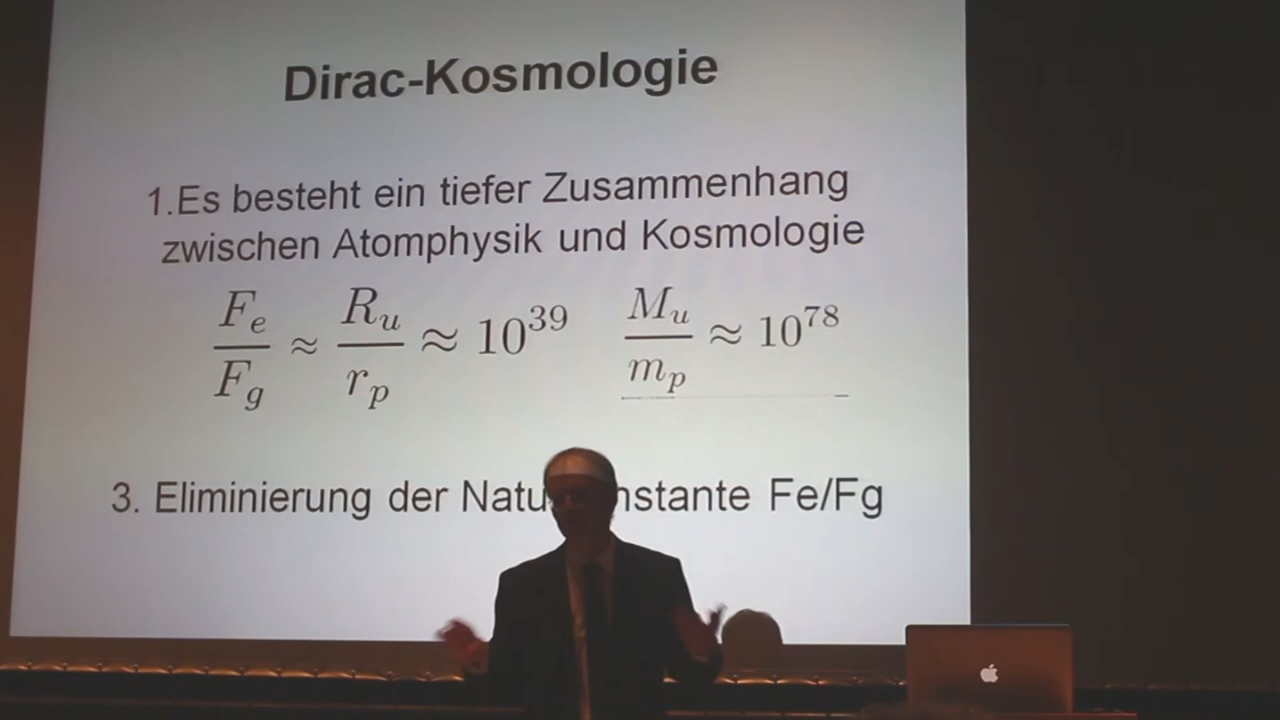 Dirac-Kosmologie
1.Es besteht ein tiefer Zusammenhang
zwischen Atomphysik und Kosmologie
F_e/F_g ≈ R_u/r_p ≈ 10^39 M_u/m_p ≈ 10^78
3. Eliminierung der Natu nstante Fe/Fg